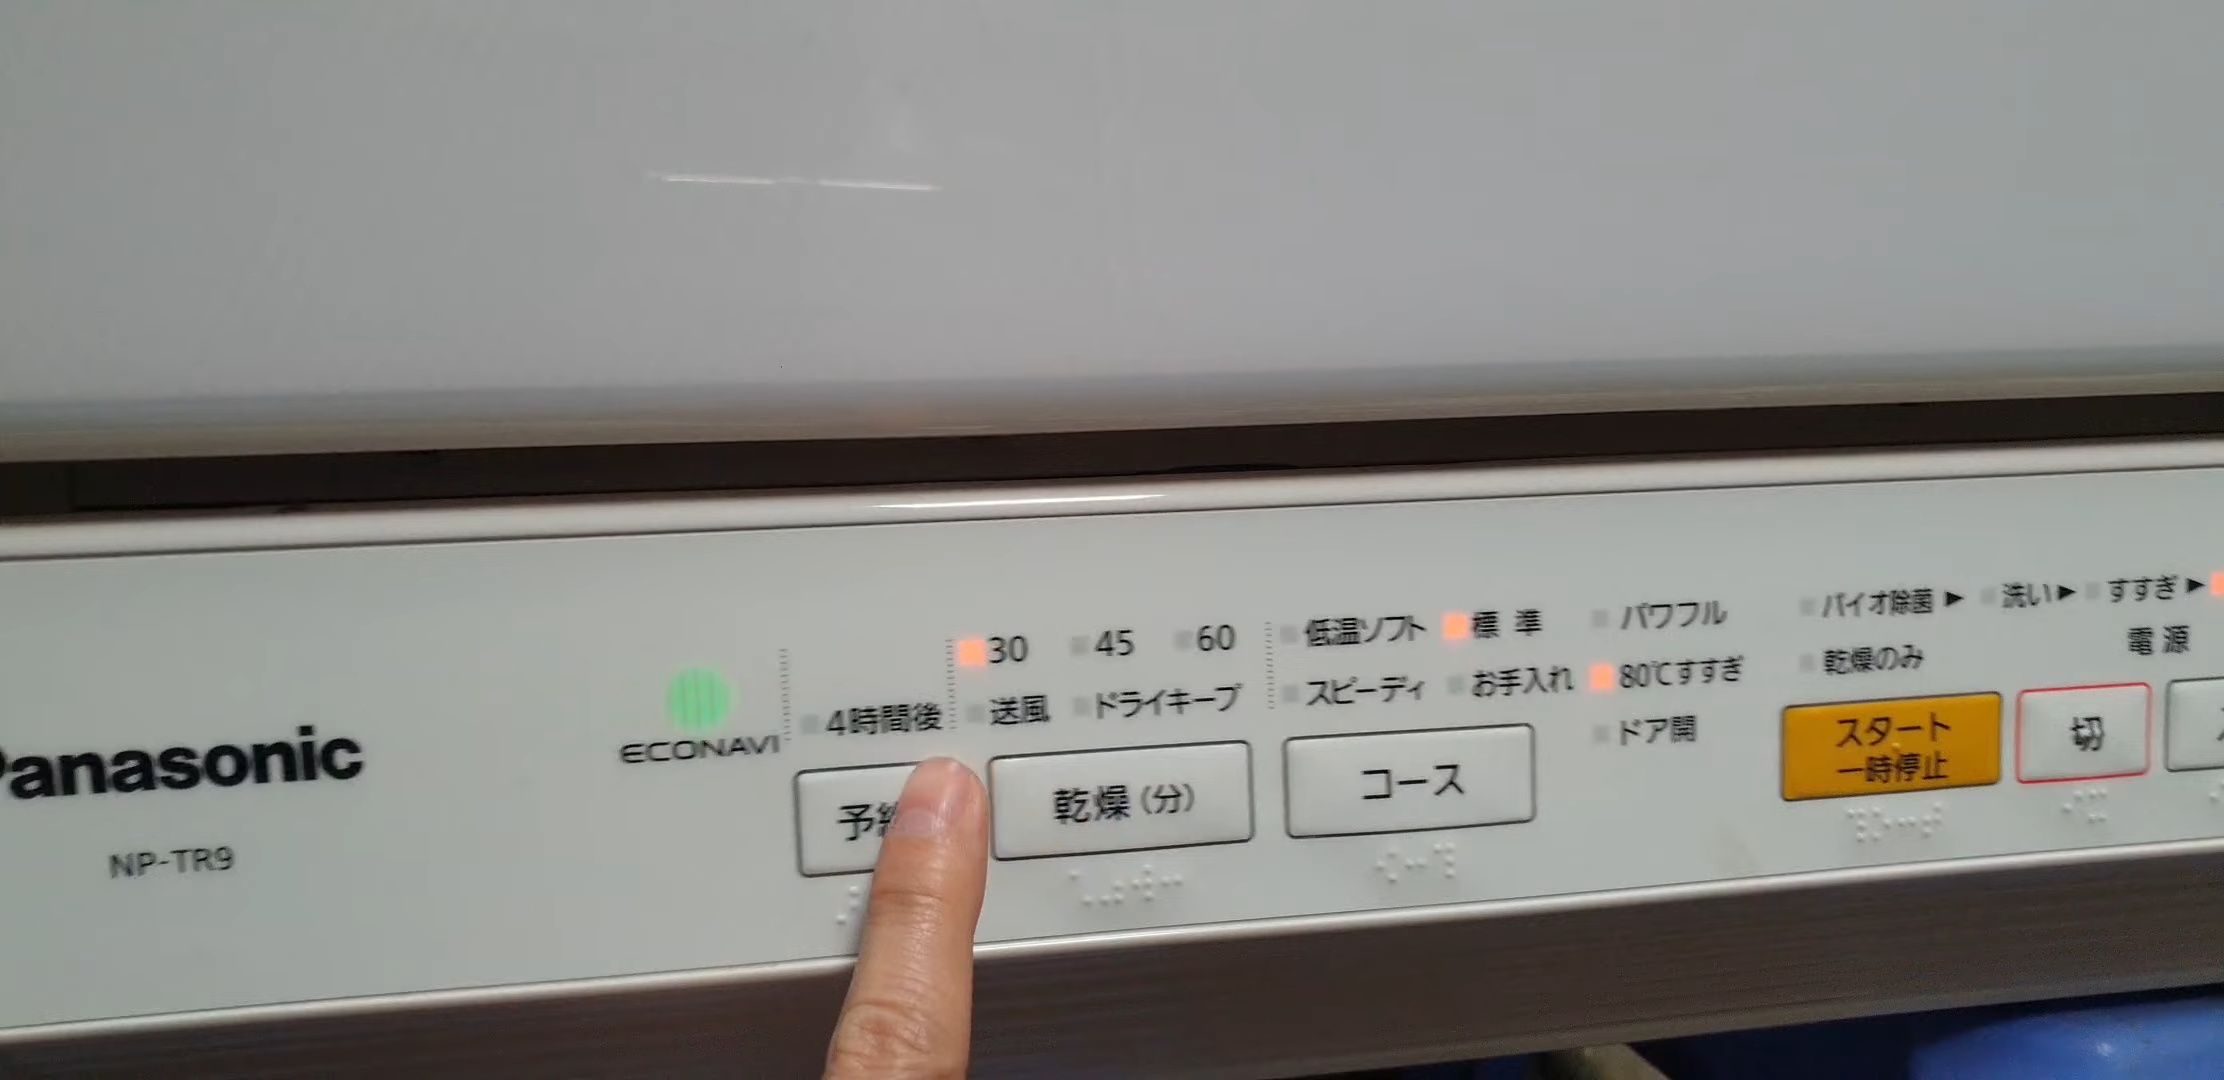 Panasonic
NP-TR9
ECONAVI
4時間後
30 45 60
送風 ドライキープ
低温ソフト 標準 パワフル
スピーディ お手入れ 80℃すすぎ
ドア開
バイオ除菌▶ 洗い▶ すすぎ▶
乾燥のみ
電源
乾燥(分)
コース
スタート
一時停止
切